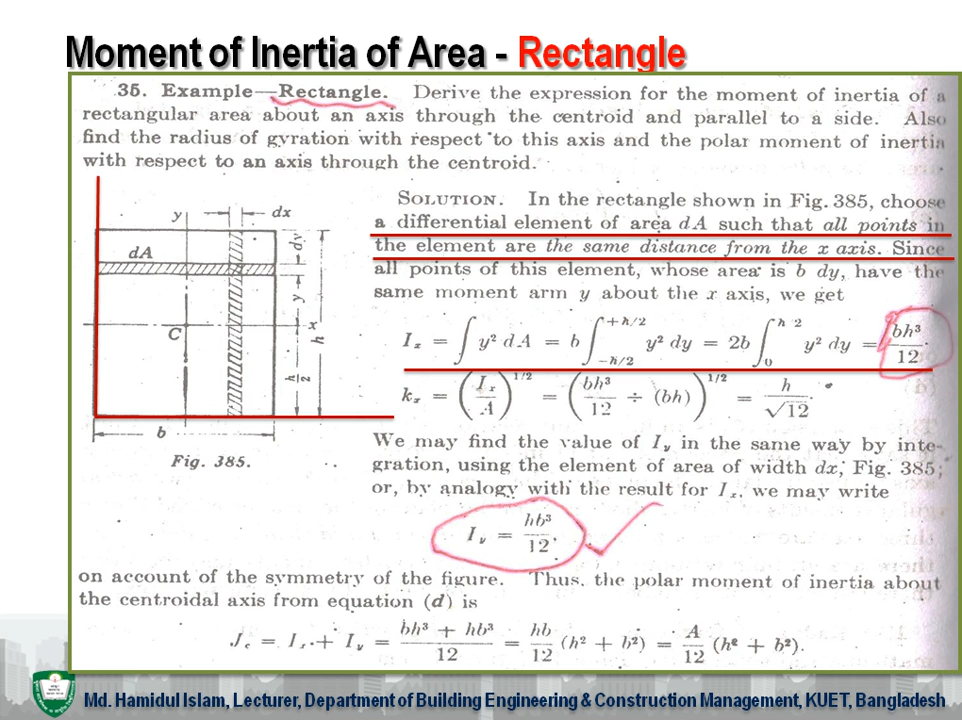 Moment of Inertia of Area - Rectangle
35. Example—Rectangle. Derive the expression for the moment of inertia of a
rectangular area about an axis through the centroid and parallel to a side. Also
find the radius of gyration with respect to this axis and the polar moment of inertia
with respect to an axis through the centroid.
y
dx
dA
dy
y
C
x
h
h/2
b
Fig. 385.
SOLUTION. In the rectangle shown in Fig. 385, choose
a differential element of area dA such that all points in
the element are the same distance from the x axis. Since
all points of this element, whose area is b dy, have the
same moment arm y about the x axis, we get
Iₓ = ∫ y² dA = b ∫₋ₕ/₂⁺ʰ/² y² dy = 2b ∫₀ʰ ² y² dy = bh³/12.
kₓ = (Iₓ/A)^1/2 = (bh³/12 ÷ (bh))^1/2 = h/√12
We may find the value of I_y in the same way by inte-
gration, using the element of area of width dx, Fig. 385;
or, by analogy with the result for Iₓ, we may write
I_y = hb³/12,
on account of the symmetry of the figure. Thus, the polar moment of inertia about
the centroidal axis from equation (d) is
J_c = Iₓ + I_y = bh³ + hb³/12 = hb/12 (h² + b²) = A/12 (h² + b²).
Md. Hamidul Islam, Lecturer, Department of Building Engineering & Construction Management, KUET, Bangladesh